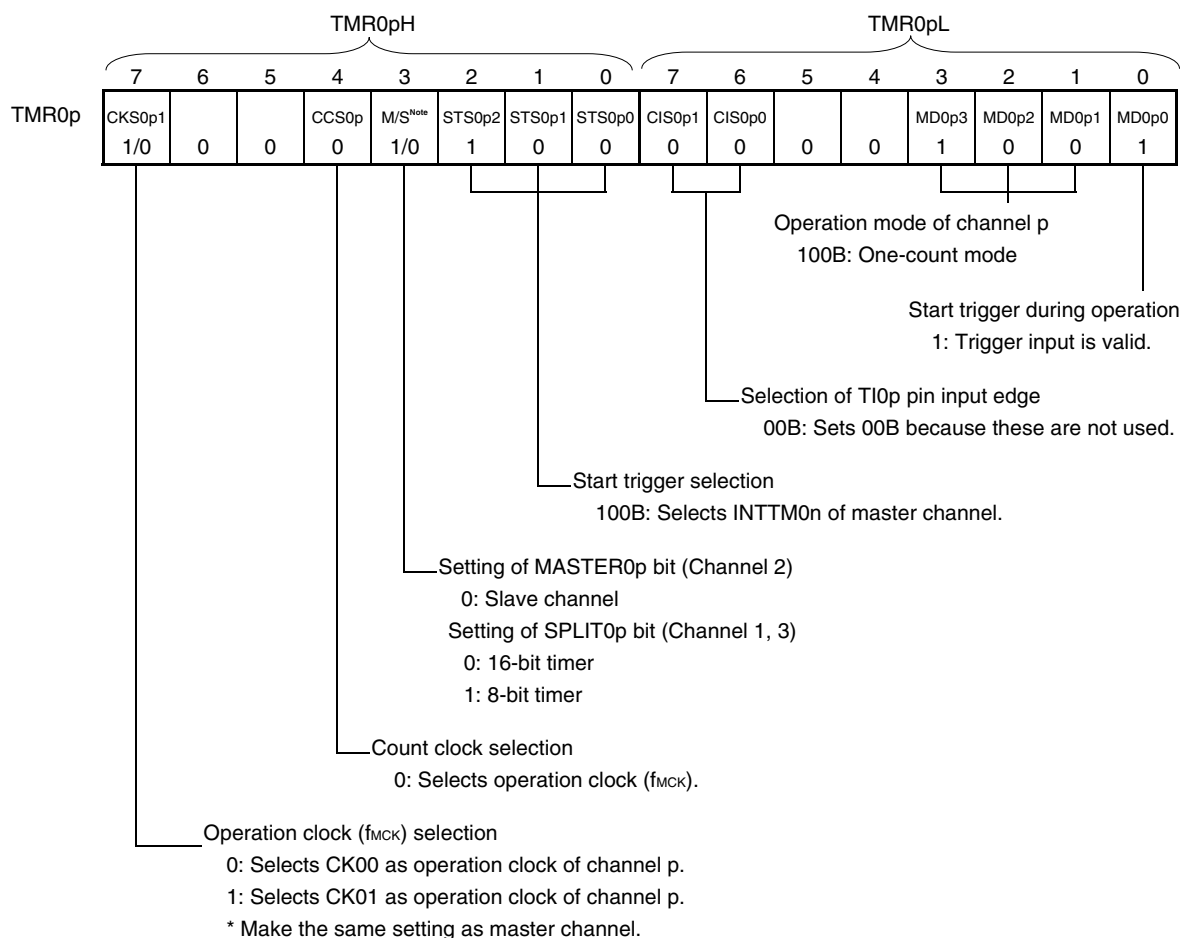 TMR0pH TMR0pL
7 6 5 4 3 2 1 0 7 6 5 4 3 2 1 0
TMR0p CKS0p1 CCS0p M/SNote STS0p2 STS0p1 STS0p0 CIS0p1 CIS0p0 MD0p3 MD0p2 MD0p1 MD0p0
1/0 0 0 0 1/0 1 0 0 0 0 0 0 1 0 0 1
Operation mode of channel p
100B: One-count mode
Start trigger during operation
1: Trigger input is valid.
Selection of TI0p pin input edge
00B: Sets 00B because these are not used.
Start trigger selection
100B: Selects INTTM0n of master channel.
Setting of MASTER0p bit (Channel 2)
0: Slave channel
Setting of SPLIT0p bit (Channel 1, 3)
0: 16-bit timer
1: 8-bit timer
Count clock selection
0: Selects operation clock (fMCK).
Operation clock (fMCK) selection
0: Selects CK00 as operation clock of channel p.
1: Selects CK01 as operation clock of channel p.
* Make the same setting as master channel.